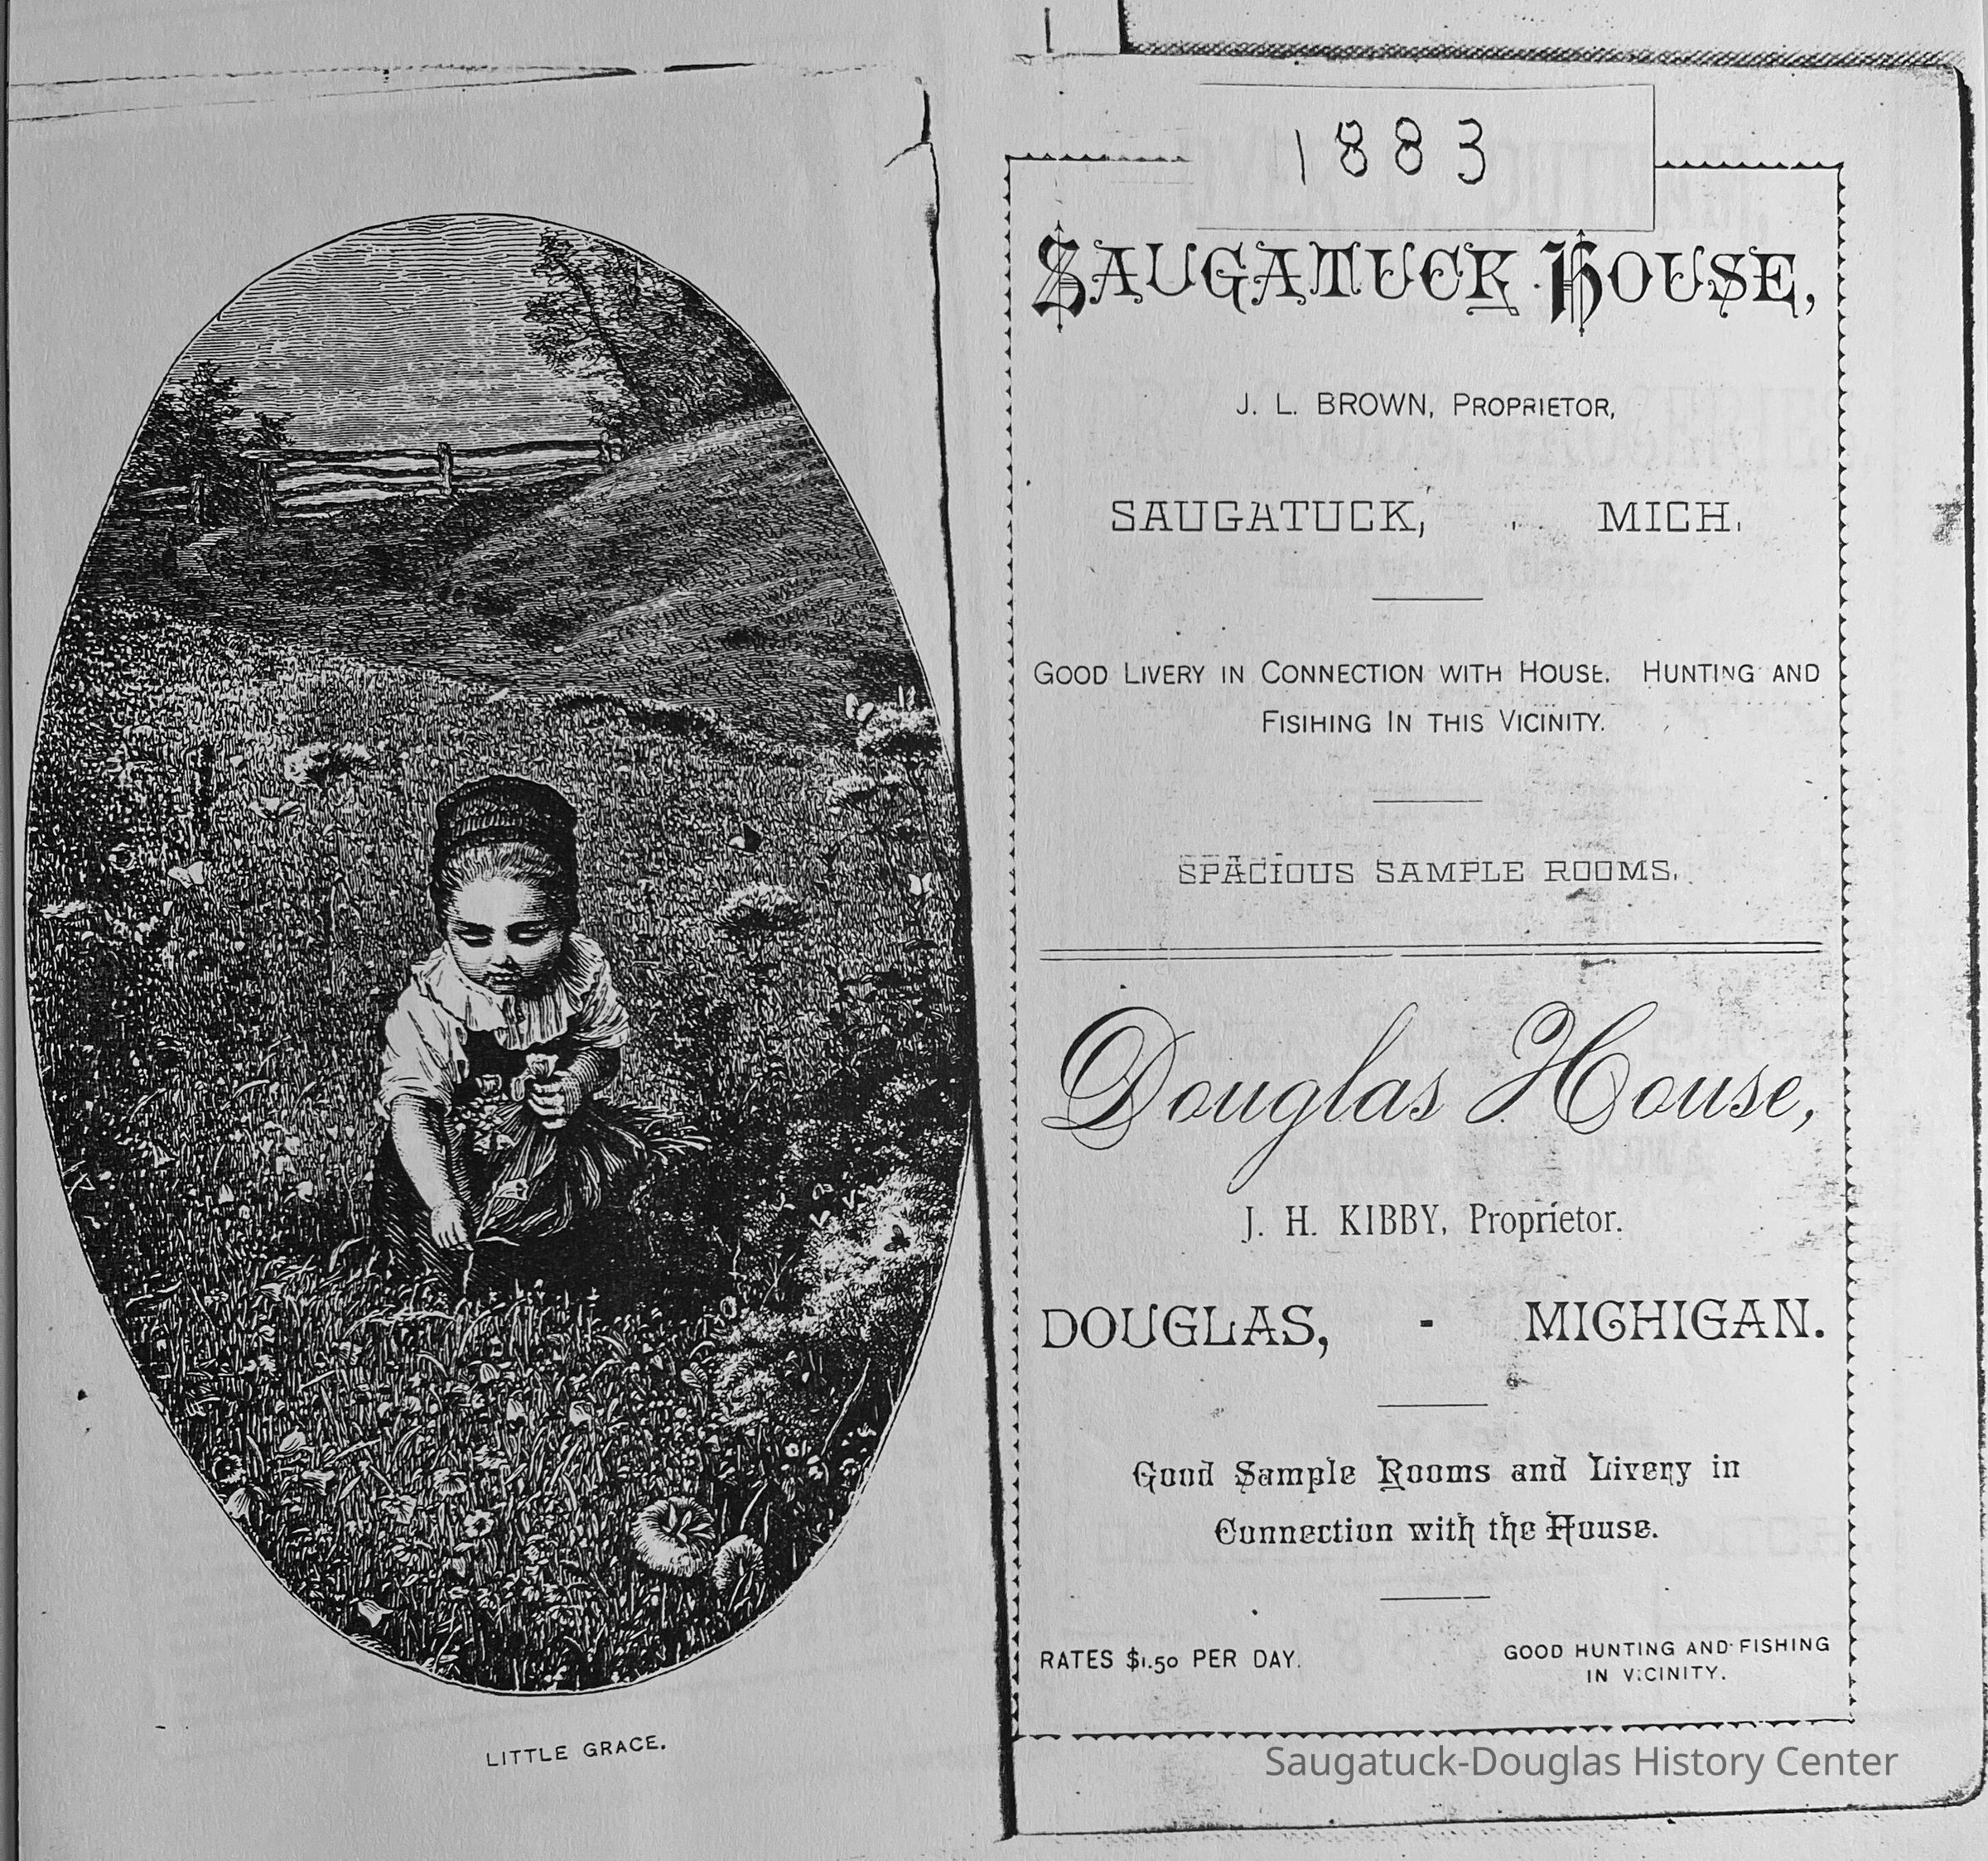 LITTLE GRACE.
1883
SAUGATUCK HOUSE,
J. L. BROWN, PROPRIETOR,
SAUGATUCK, MICH.
GOOD LIVERY IN CONNECTION WITH HOUSE. HUNTING AND
FISIHING IN THIS VICINITY.
SPACIOUS SAMPLE ROOMS.
Douglas House,
J. H. KIBBY, Proprietor.
DOUGLAS, - MICHIGAN.
Good Sample Rooms and Livery in
Connection with the House.
RATES $1.50 PER DAY.
GOOD HUNTING AND FISHING
IN VICINITY.
Saugatuck-Douglas History Center